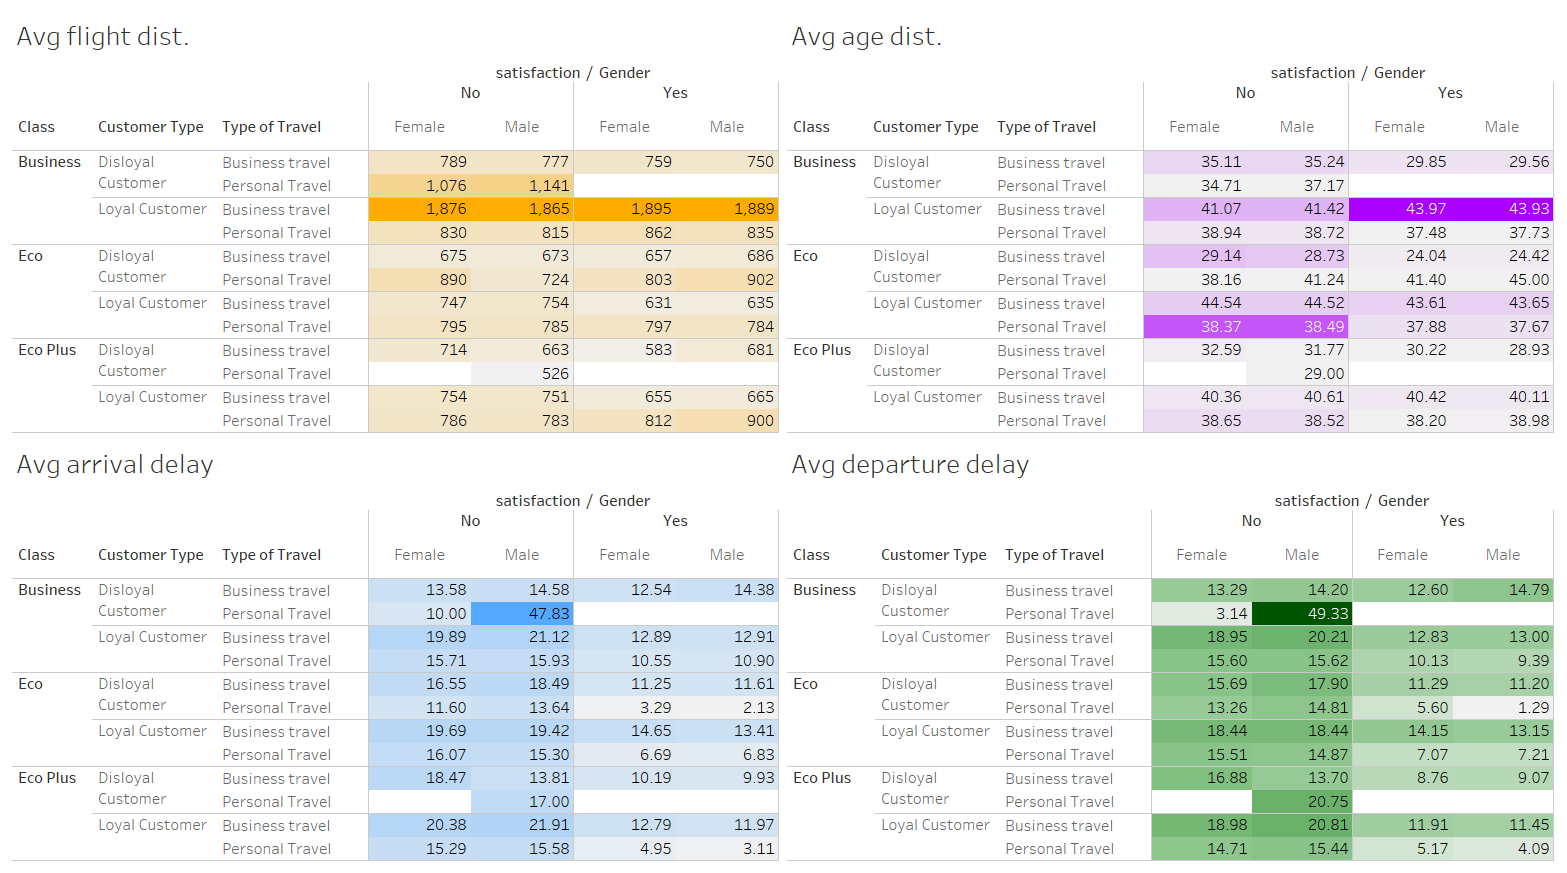 Avg flight dist.
satisfaction / Gender
No Yes
Class Customer Type Type of Travel Female Male Female Male
Business Disloyal Customer Business travel 789 777 759 750
Personal Travel 1,076 1,141
Loyal Customer Business travel 1,876 1,865 1,895 1,889
Personal Travel 830 815 862 835
Eco Disloyal Customer Business travel 675 673 657 686
Personal Travel 890 724 803 902
Loyal Customer Business travel 747 754 631 635
Personal Travel 795 785 797 784
Eco Plus Disloyal Customer Business travel 714 663 583 681
Personal Travel 526
Loyal Customer Business travel 754 751 655 665
Personal Travel 786 783 812 900
Avg age dist.
satisfaction / Gender
No Yes
Class Customer Type Type of Travel Female Male Female Male
Business Disloyal Customer Business travel 35.11 35.24 29.85 29.56
Personal Travel 34.71 37.17
Loyal Customer Business travel 41.07 41.42 43.97 43.93
Personal Travel 38.94 38.72 37.48 37.73
Eco Disloyal Customer Business travel 29.14 28.73 24.04 24.42
Personal Travel 38.16 41.24 41.40 45.00
Loyal Customer Business travel 44.54 44.52 43.61 43.65
Personal Travel 38.37 38.49 37.88 37.67
Eco Plus Disloyal Customer Business travel 32.59 31.77 30.22 28.93
Personal Travel 29.00
Loyal Customer Business travel 40.36 40.61 40.42 40.11
Personal Travel 38.65 38.52 38.20 38.98
Avg arrival delay
satisfaction / Gender
No Yes
Class Customer Type Type of Travel Female Male Female Male
Business Disloyal Customer Business travel 13.58 14.58 12.54 14.38
Personal Travel 10.00 47.83
Loyal Customer Business travel 19.89 21.12 12.89 12.91
Personal Travel 15.71 15.93 10.55 10.90
Eco Disloyal Customer Business travel 16.55 18.49 11.25 11.61
Personal Travel 11.60 13.64 3.29 2.13
Loyal Customer Business travel 19.69 19.42 14.65 13.41
Personal Travel 16.07 15.30 6.69 6.83
Eco Plus Disloyal Customer Business travel 18.47 13.81 10.19 9.93
Personal Travel 17.00
Loyal Customer Business travel 20.38 21.91 12.79 11.97
Personal Travel 15.29 15.58 4.95 3.11
Avg departure delay
satisfaction / Gender
No Yes
Class Customer Type Type of Travel Female Male Female Male
Business Disloyal Customer Business travel 13.29 14.20 12.60 14.79
Personal Travel 3.14 49.33
Loyal Customer Business travel 18.95 20.21 12.83 13.00
Personal Travel 15.60 15.62 10.13 9.39
Eco Disloyal Customer Business travel 15.69 17.90 11.29 11.20
Personal Travel 13.26 14.81 5.60 1.29
Loyal Customer Business travel 18.44 18.44 14.15 13.15
Personal Travel 15.51 14.87 7.07 7.21
Eco Plus Disloyal Customer Business travel 16.88 13.70 8.76 9.07
Personal Travel 20.75
Loyal Customer Business travel 18.98 20.81 11.91 11.45
Personal Travel 14.71 15.44 5.17 4.09